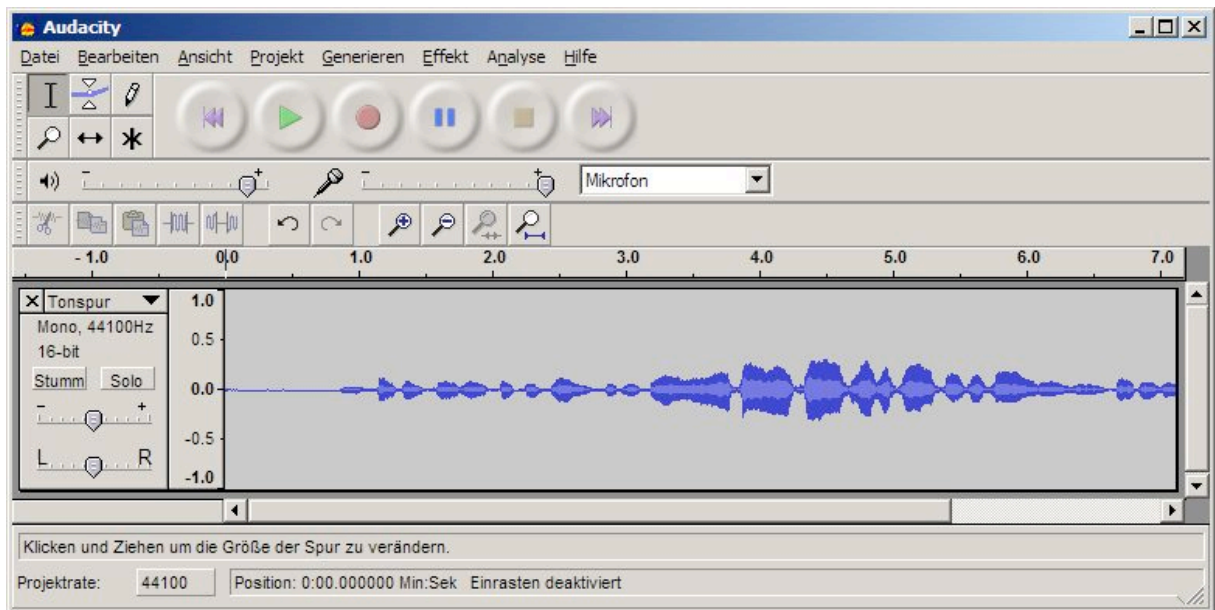 Audacity
Datei Bearbeiten Ansicht Projekt Generieren Effekt Analyse Hilfe
- + - + Mikrofon
- 1.0 0,0 1.0 2.0 3.0 4.0 5.0 6.0 7.0
X Tonspur
Mono, 44100Hz
16-bit
Stumm Solo
- +
L R
1.0
0.5
0.0
-0.5
-1.0
Klicken und Ziehen um die Größe der Spur zu verändern.
Projektrate: 44100 Position: 0:00.000000 Min:Sek Einrasten deaktiviert